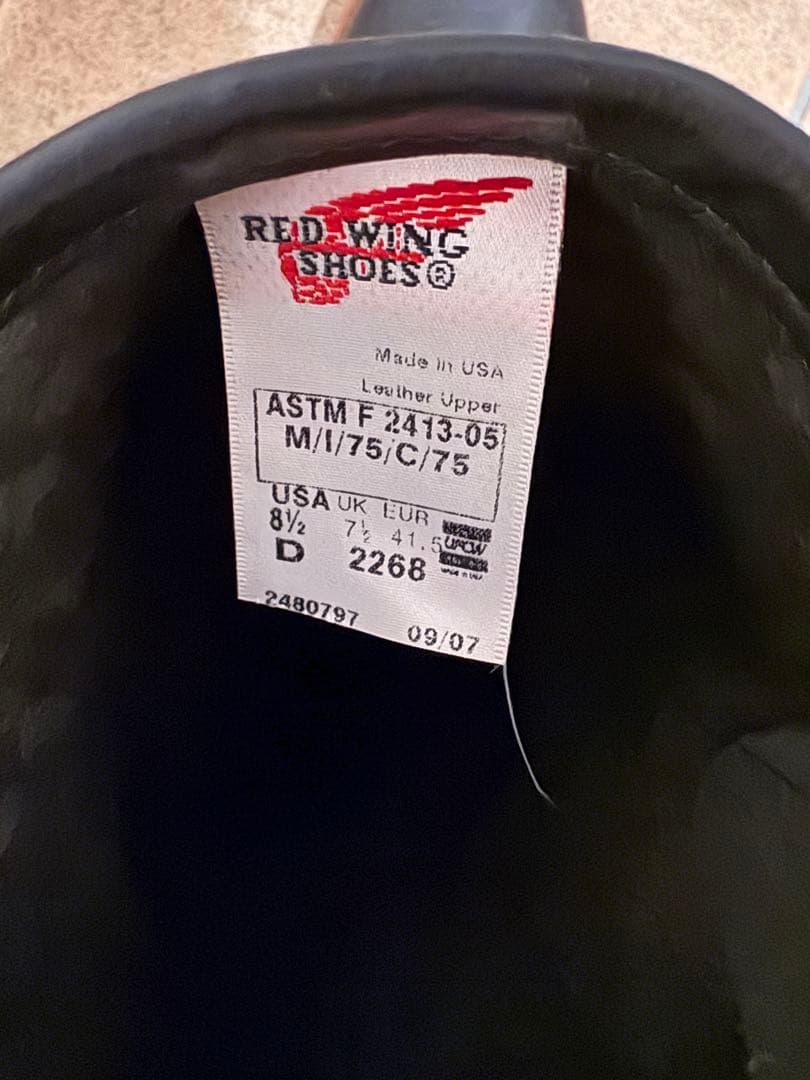 RED WING
SHOES®
Made in USA
Leather Upper
ASTM F 2413-05
M/I/75/C/75
USA UK EUR
8½ 7½ 41.5
UFCW
D 2268
2480797 09/07